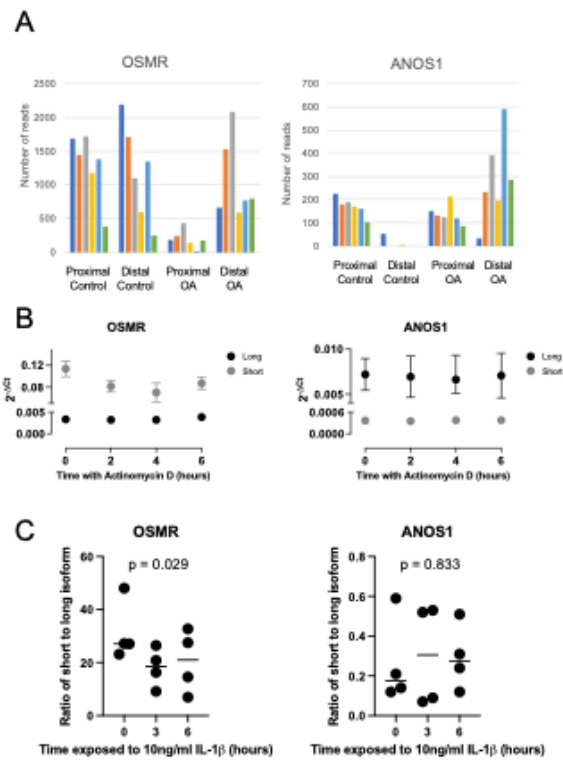 A
OSMR
ANOS1
Number of reads
2500
2000
1500
1000
500
0
Proximal Control
Distal Control
Proximal OA
Distal OA
Number of reads
700
600
500
400
300
200
100
0
Proximal Control
Distal Control
Proximal OA
Distal OA
B
OSMR
2^-ΔCt
0.12
0.08
0.005
0.000
Long
Short
0
2
4
6
Time with Actinomycin D (hours)
ANOS1
2^-ΔCt
0.010
0.005
0.0006
0.0000
Long
Short
0
2
4
6
Time with Actinomycin D (hours)
C
OSMR
p = 0.029
Ratio of short to long isoform
60
40
20
0
0
3
6
Time exposed to 10ng/ml IL-1β (hours)
ANOS1
p = 0.833
Ratio of short to long isoform
0.8
0.6
0.4
0.2
0.0
0
3
6
Time exposed to 10ng/ml IL-1β (hours)